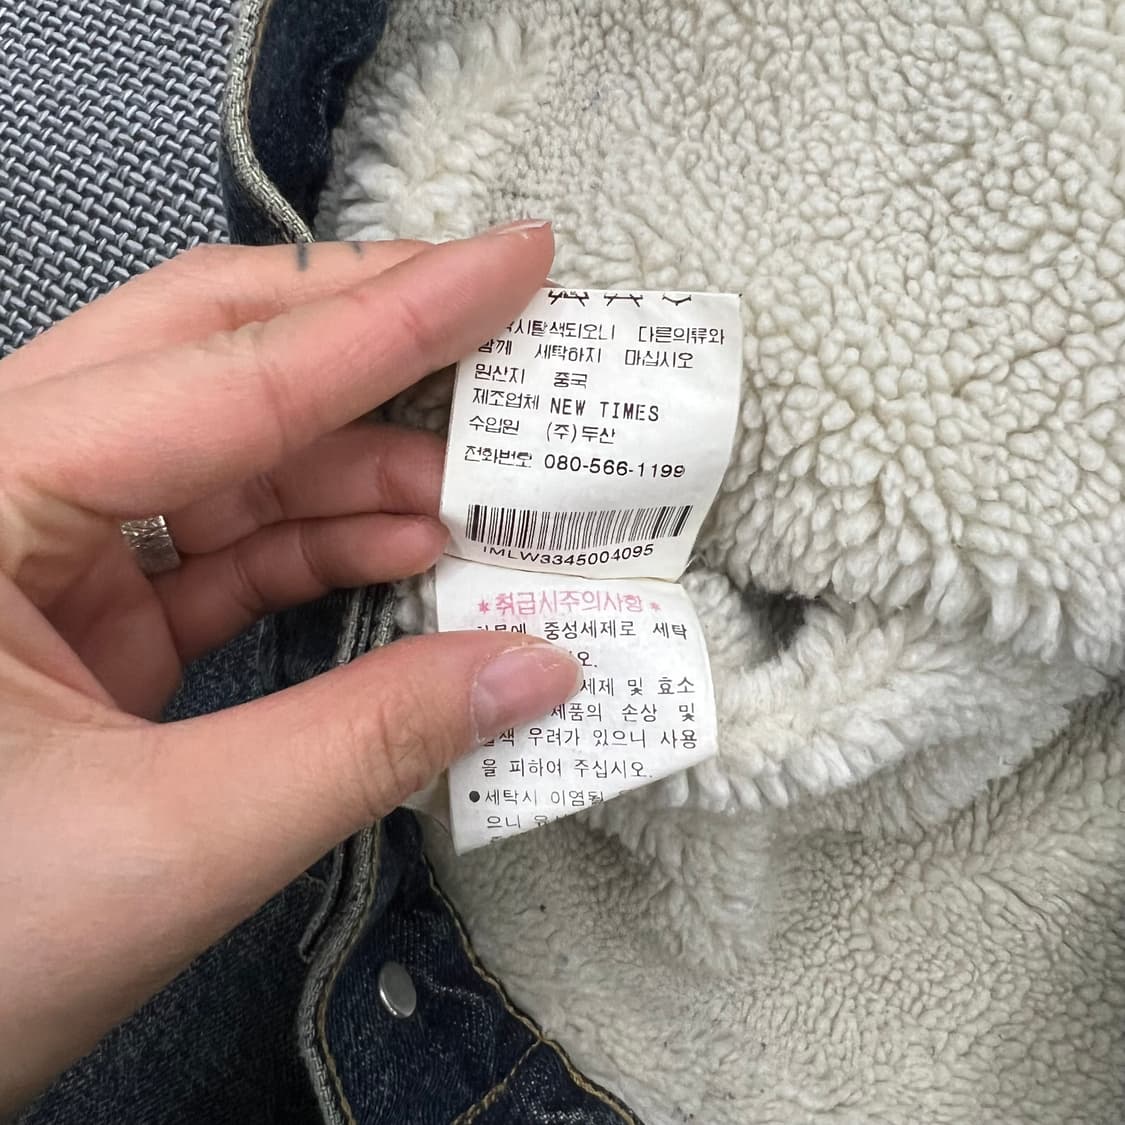 시탈색되오니 다른의류와
함께 세탁하지 마십시오
원산지 중국
제조업체 NEW TIMES
수입원 (주)두산
전화번호 080-566-1199
IMLW3345004095
*취급시주의사항*
중성세제로 세탁
오.
세제 및 효소
제품의 손상 및
우려가 있으니 사용
을 피하여 주십시오.
●세탁시 이염될
으니